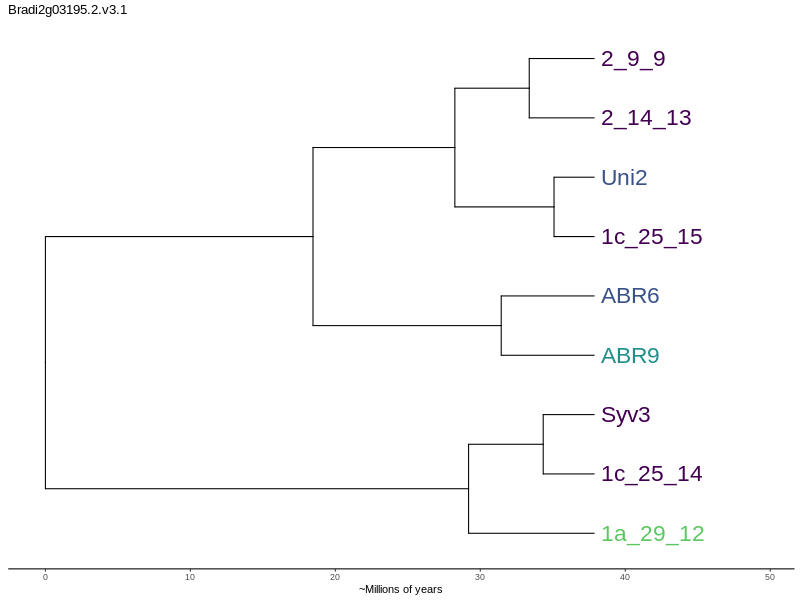 Bradi2g03195.2.v3.1
2_9_9
2_14_13
Uni2
1c_25_15
ABR6
ABR9
Syv3
1c_25_14
1a_29_12
0 10 20 30 40 50
~Millions of years